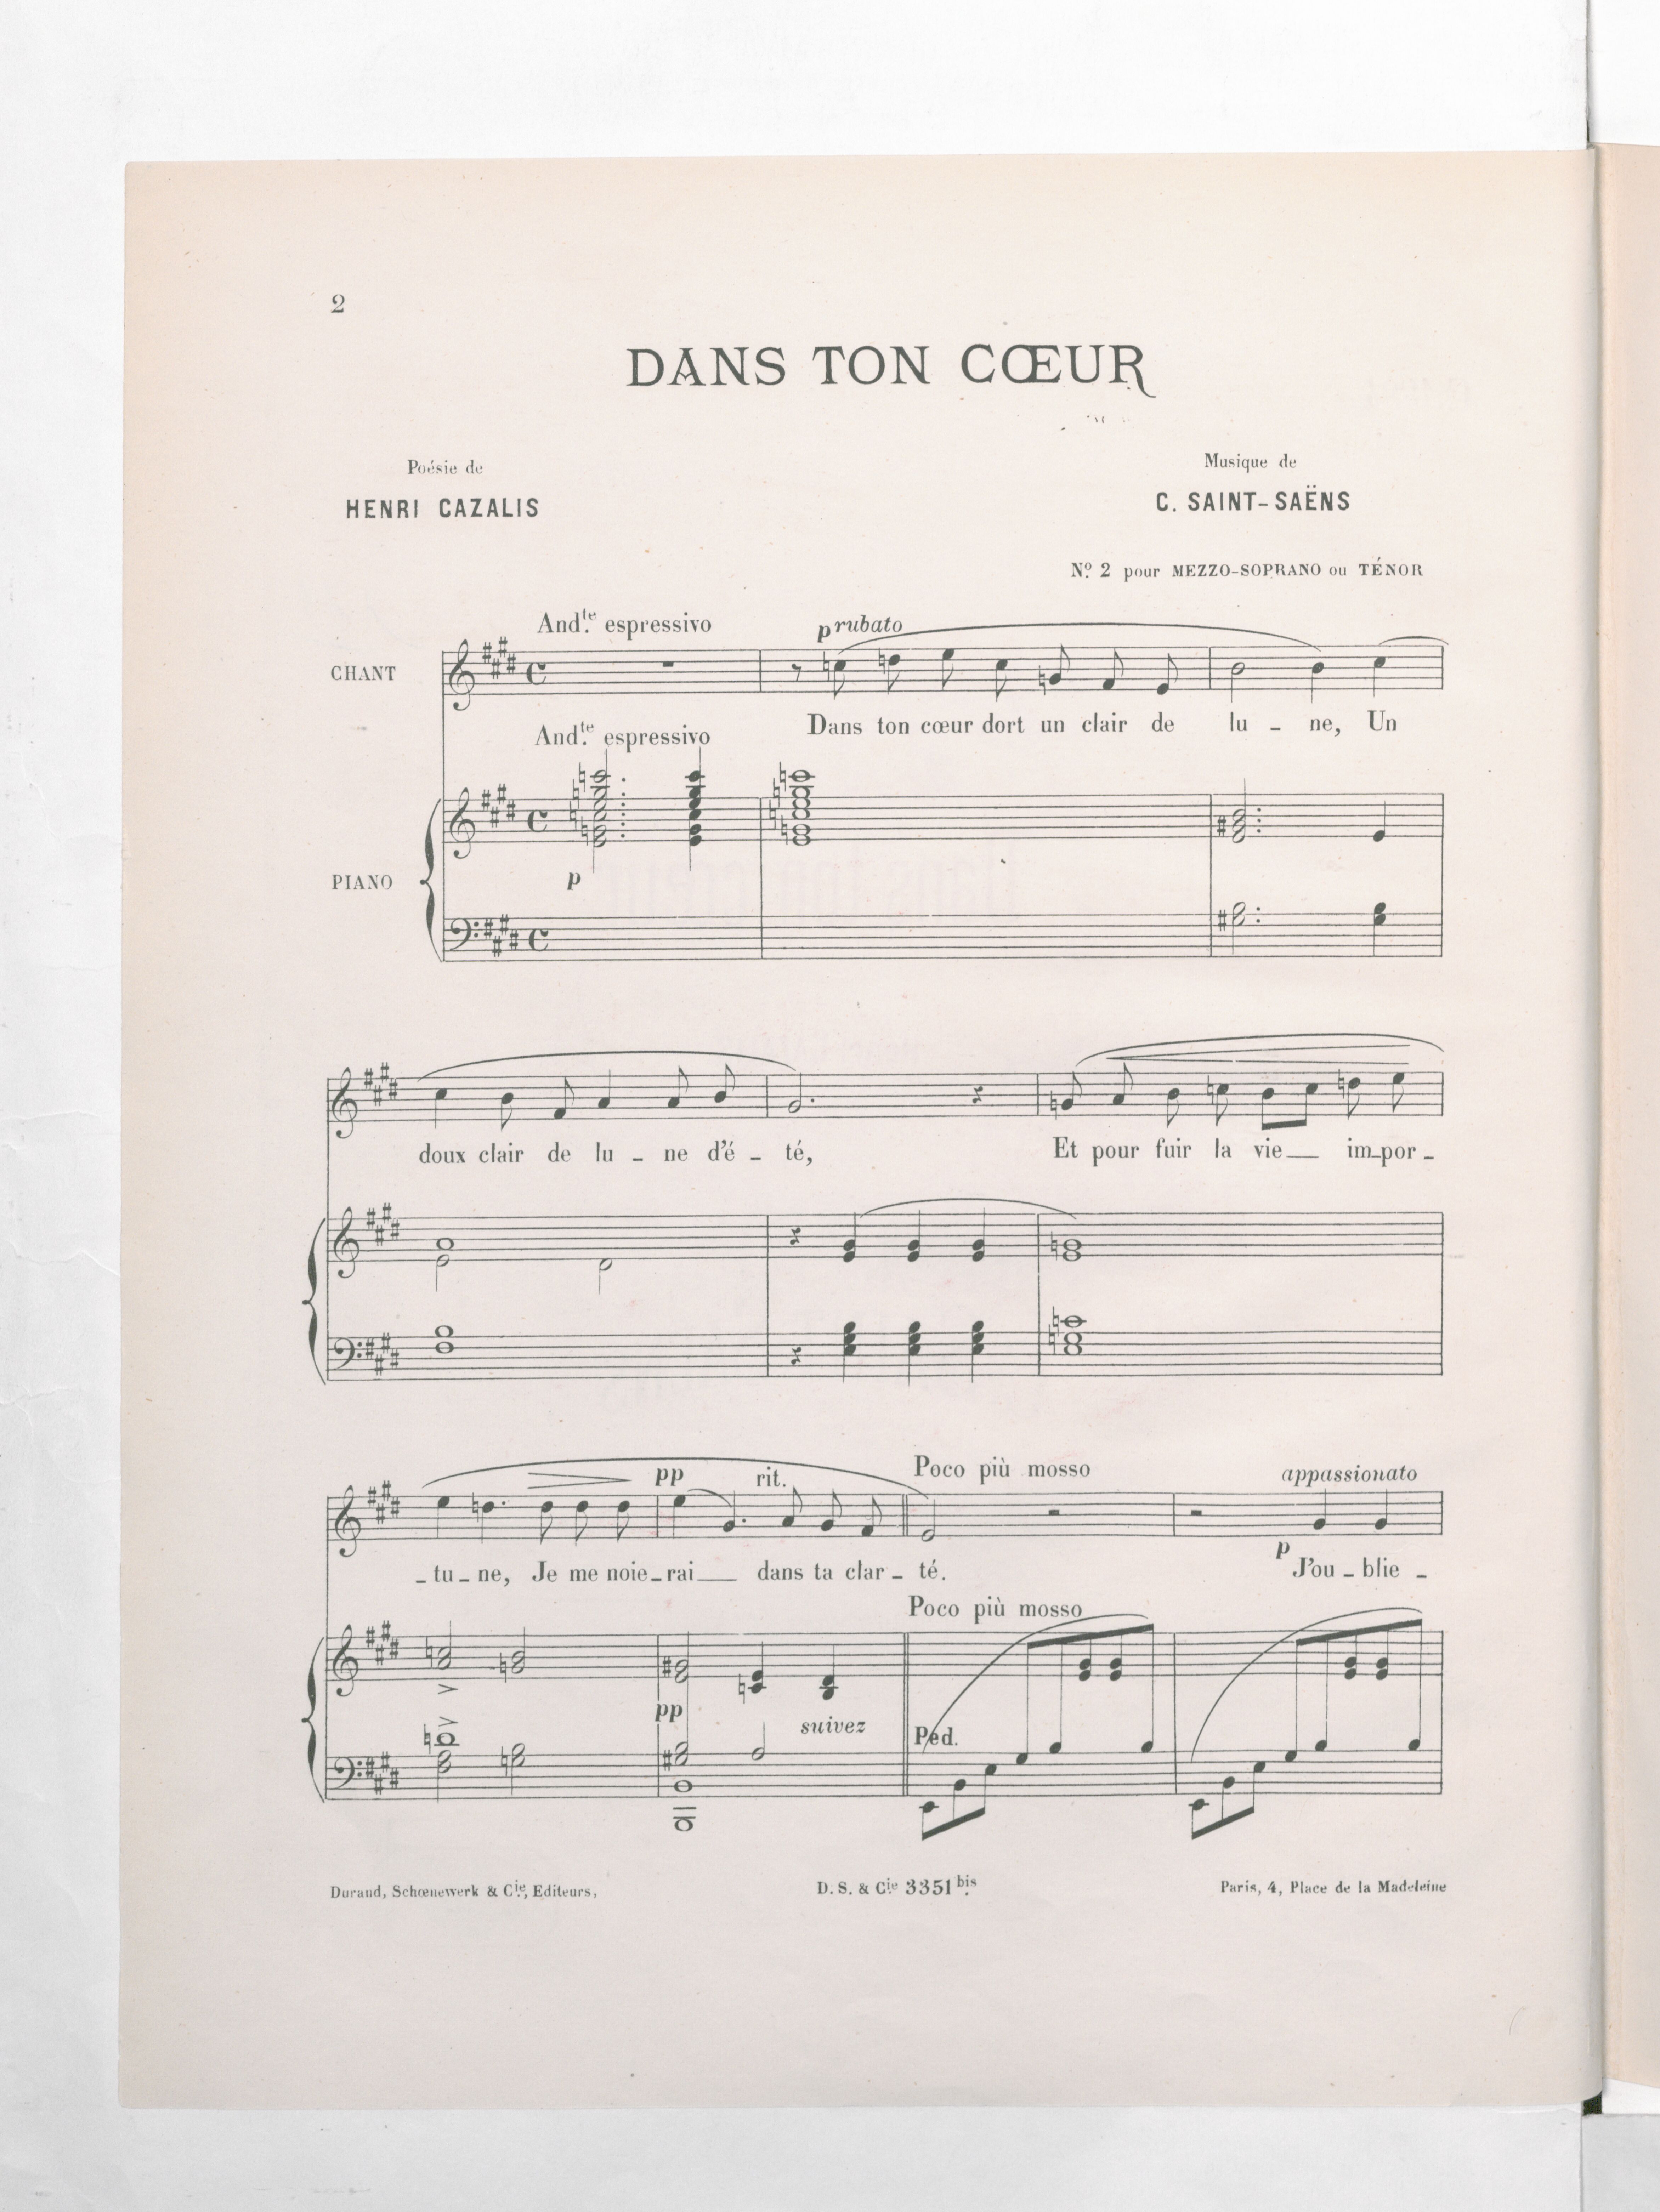 2
DANS TON CŒUR
Poésie de
HENRI CAZALIS
Musique de
C. SAINT-SAËNS
Nº 2 pour MEZZO-SOPRANO ou TÉNOR
Andte espressivo
p rubato
CHANT
Dans ton cœur dort un clair de lu - ne, Un
Andte espressivo
PIANO
p
doux clair de lu - ne d'é - té, Et pour fuir la vie im-por -
pp rit. Poco più mosso appassionato
p
- tu - ne, Je me noie-rai dans ta clar - té. J'ou - blie -
Poco più mosso
pp suivez Ped.
Durand, Schœnewerk & Cie, Editeurs, D. S. & Cie 3351 bis Paris, 4, Place de la Madeleine